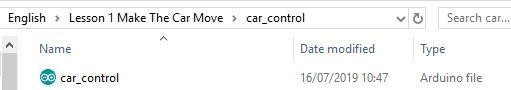 English > Lesson 1 Make The Car Move > car_control Search car...
Name Date modified Type
car_control 16/07/2019 10:47 Arduino file